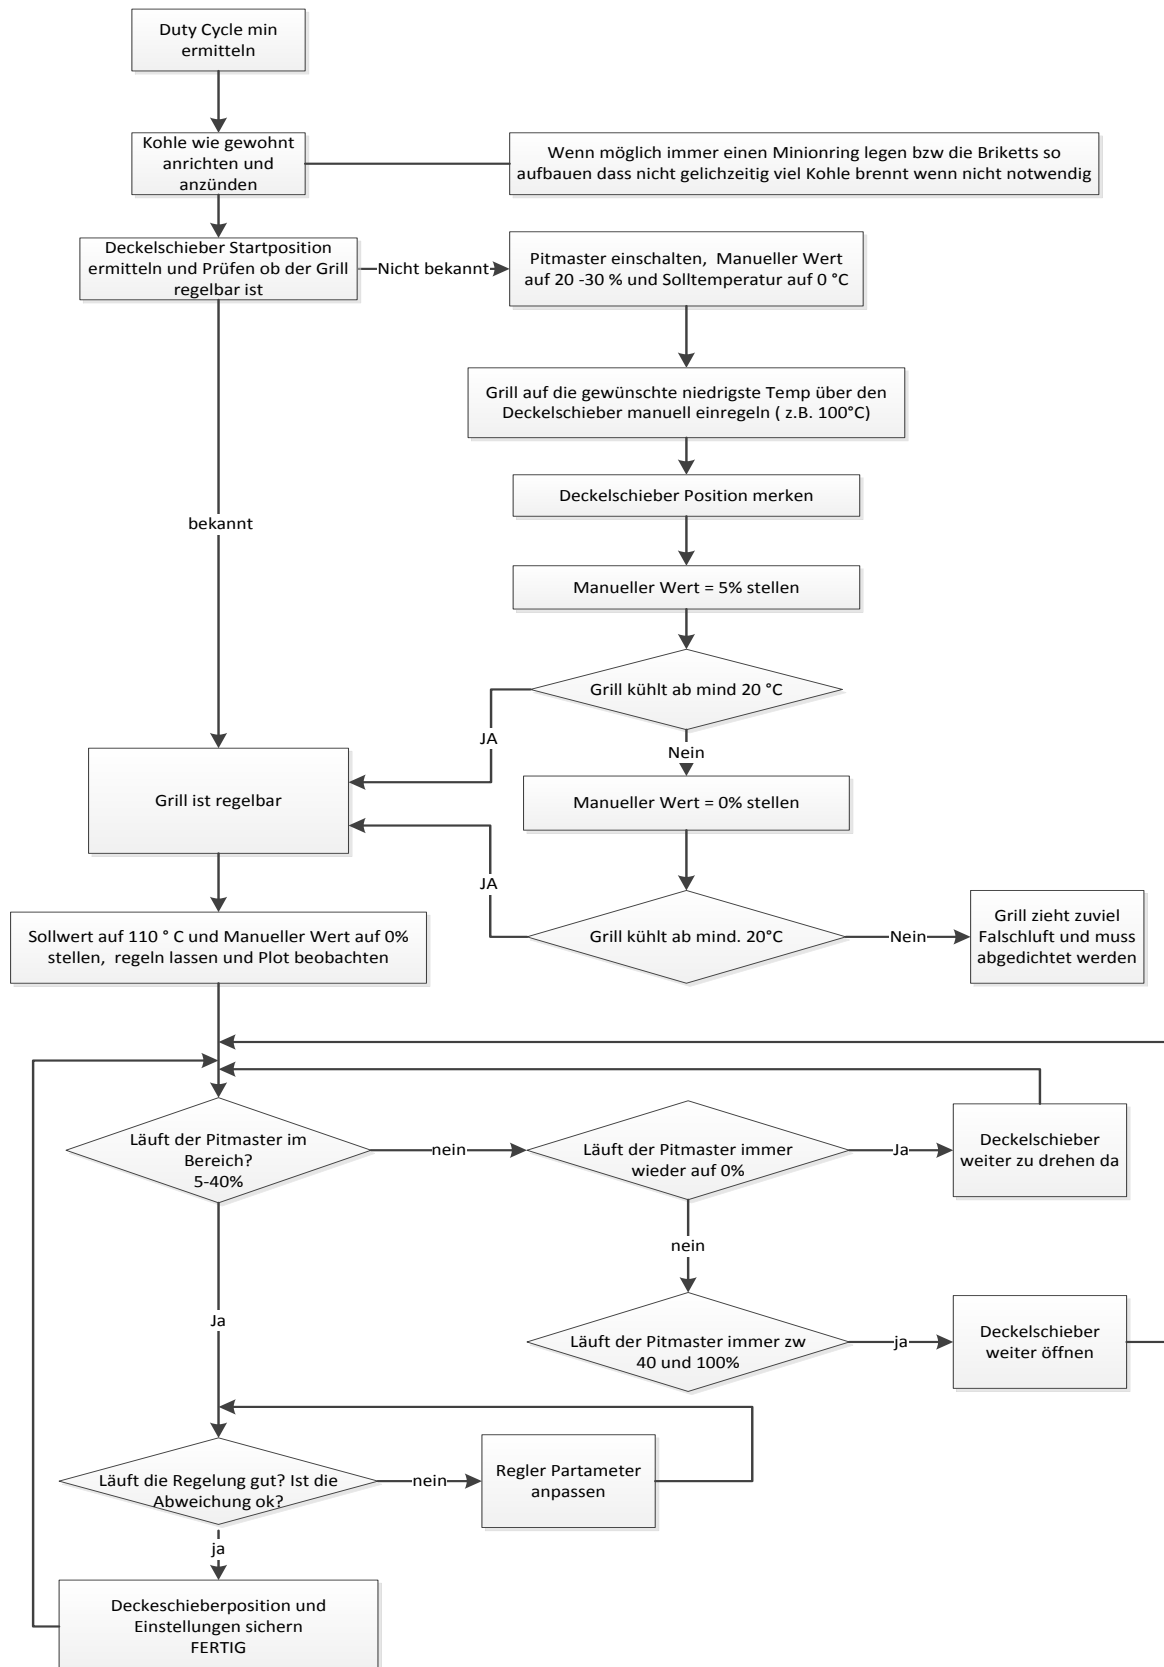 Duty Cycle min
ermitteln
Kohle wie gewohnt
anrichten und
anzünden
Wenn möglich immer einen Minionring legen bzw die Briketts so
aufbauen dass nicht gelichzeitig viel Kohle brennt wenn nicht notwendig
Deckelschieber Startposition
ermitteln und Prüfen ob der Grill
regelbar ist
Nicht bekannt
Pitmaster einschalten, Manueller Wert
auf 20 -30 % und Solltemperatur auf 0 °C
Grill auf die gewünschte niedrigste Temp über den
Deckelschieber manuell einregeln ( z.B. 100°C)
Deckelschieber Position merken
bekannt
Manueller Wert = 5% stellen
Grill kühlt ab mind 20 °C
JA
Nein
Grill ist regelbar
Manueller Wert = 0% stellen
JA
Grill kühlt ab mind. 20°C
Nein
Grill zieht zuviel
Falschluft und muss
abgedichtet werden
Sollwert auf 110 ° C und Manueller Wert auf 0%
stellen, regeln lassen und Plot beobachten
Läuft der Pitmaster im
Bereich?
5-40%
nein
Läuft der Pitmaster immer
wieder auf 0%
Ja
Deckelschieber
weiter zu drehen da
nein
Ja
Läuft der Pitmaster immer zw
40 und 100%
ja
Deckelschieber
weiter öffnen
Läuft die Regelung gut? Ist die
Abweichung ok?
nein
Regler Partameter
anpassen
ja
Deckeschieberposition und
Einstellungen sichern
FERTIG